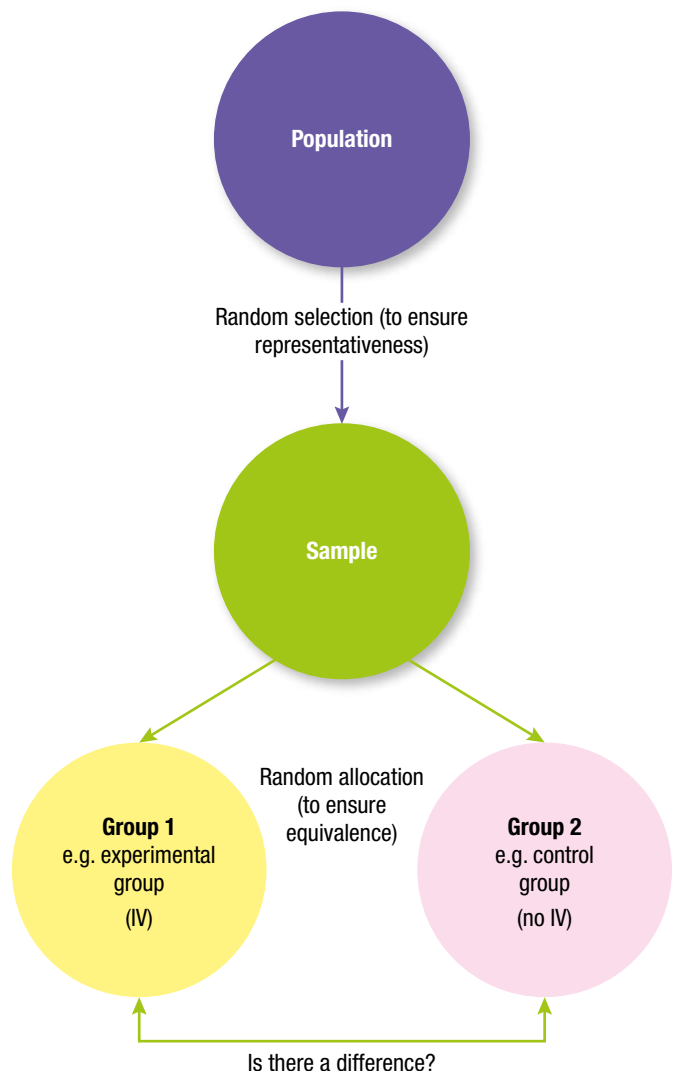 Population
Random selection (to ensure
representativeness)
Sample
Random allocation
(to ensure
equivalence)
Group 1
e.g. experimental
group
(IV)
Group 2
e.g. control
group
(no IV)
Is there a difference?